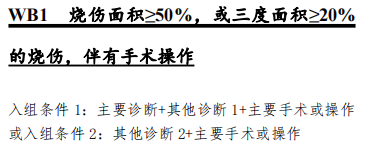 WB1 烧伤面积≥50%，或三度面积≥20%
的烧伤，伴有手术操作
入组条件 1：主要诊断+其他诊断 1+主要手术或操作
或入组条件 2：其他诊断 2+主要手术或操作